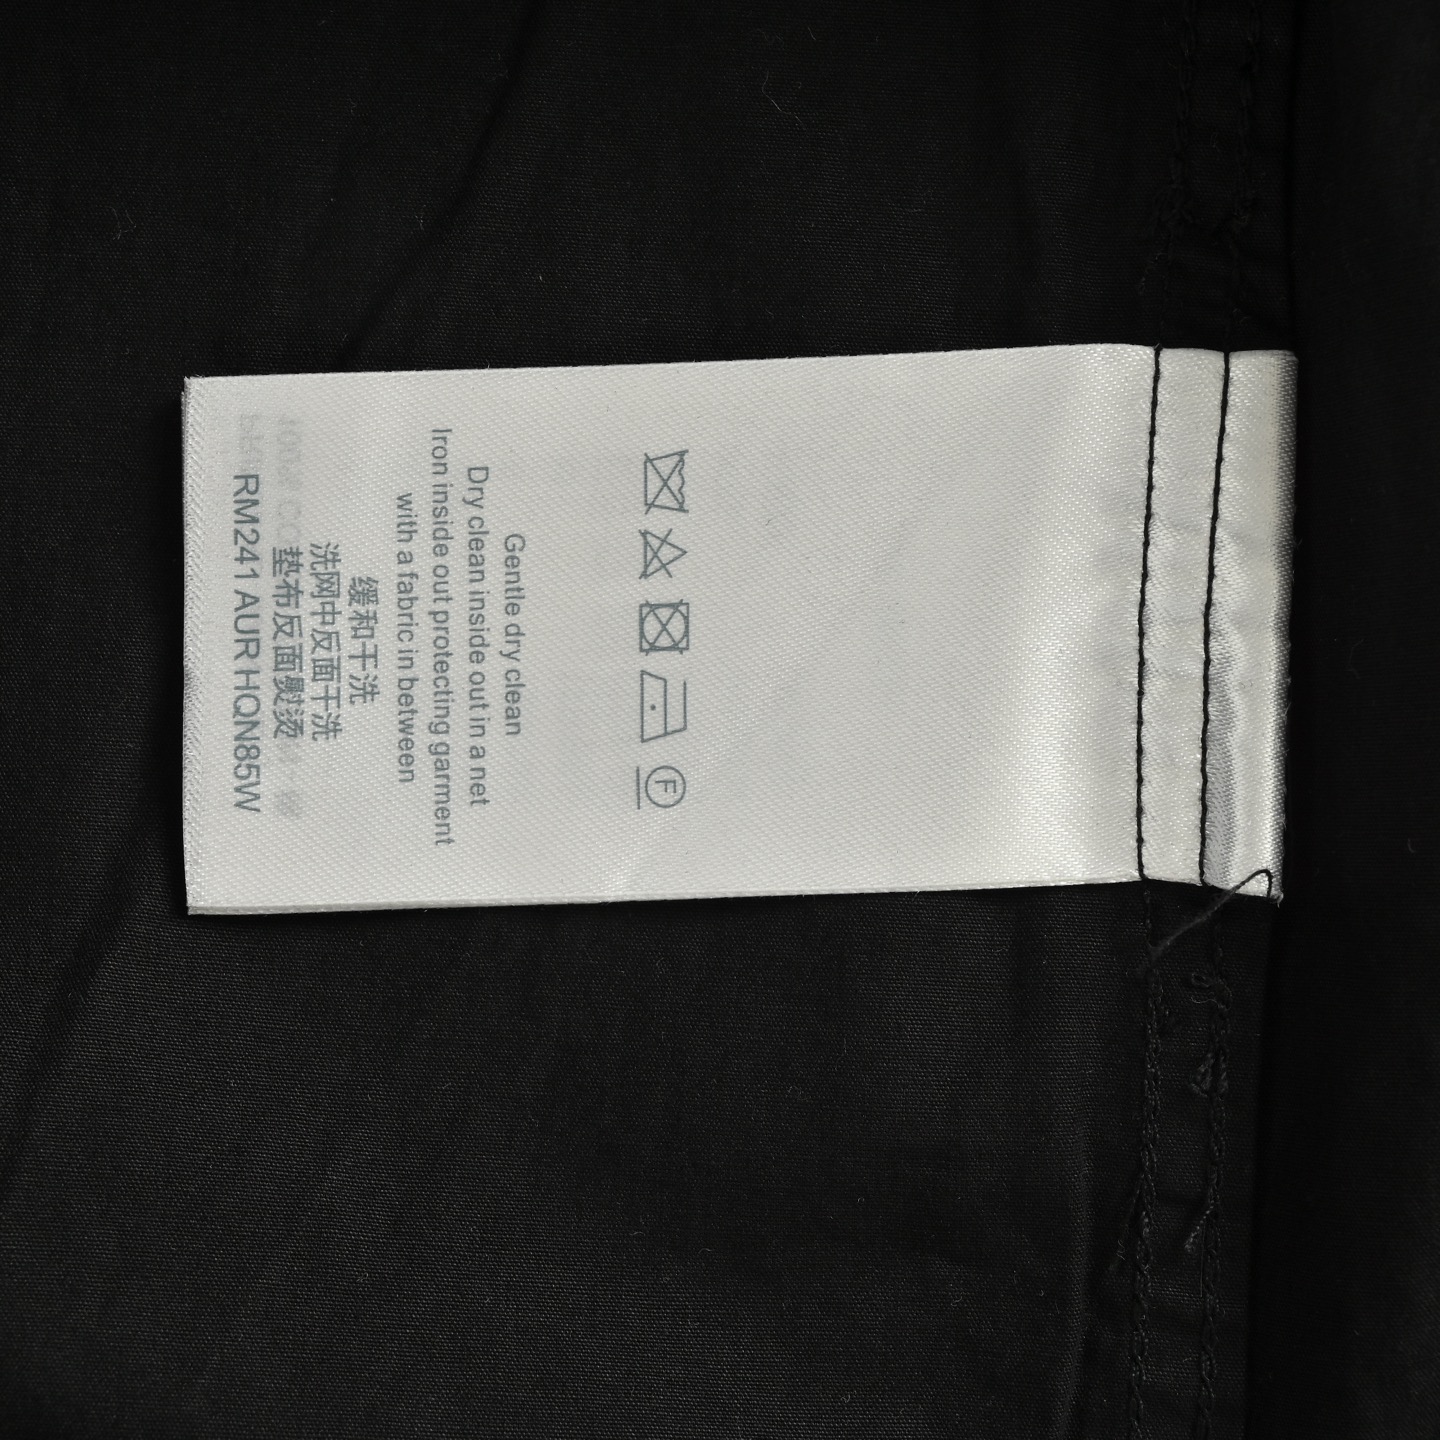 F
Gentle dry clean
Dry clean inside out in a net
Iron inside out protecting garment
with a fabric in between
缓和干洗
洗网中反面干洗
垫布反面熨烫
RM241 AUR HQN85W